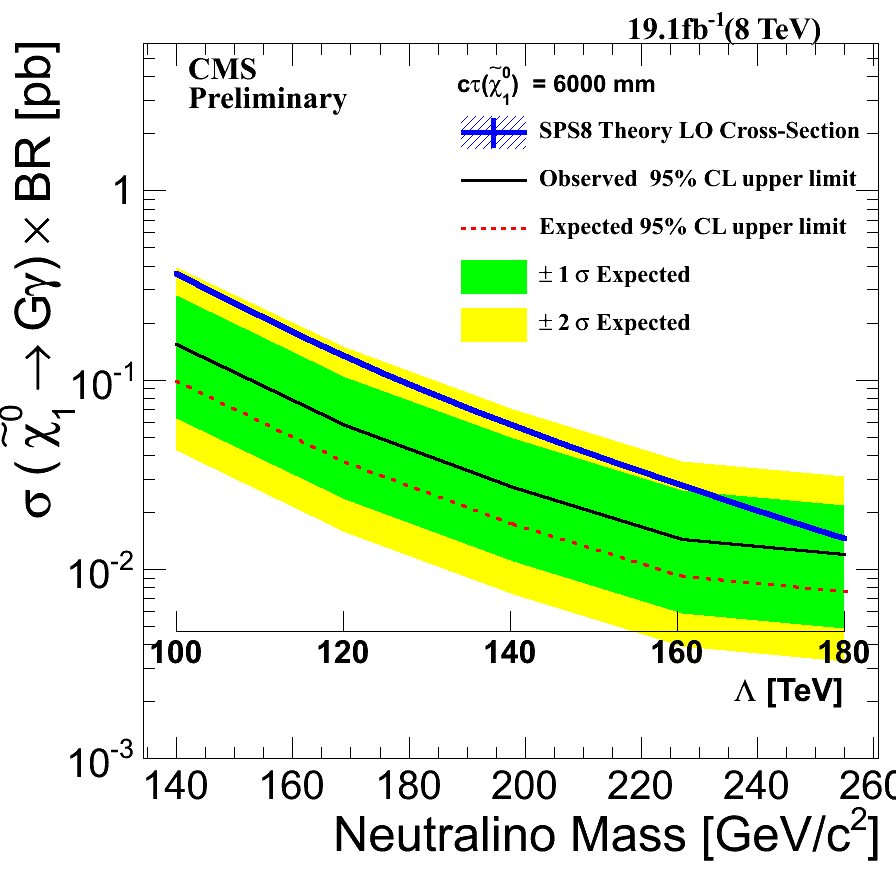 19.1fb⁻¹(8 TeV)
CMS
Preliminary
cτ(χ̃⁰₁) = 6000 mm
SPS8 Theory LO Cross-Section
Observed 95% CL upper limit
Expected 95% CL upper limit
± 1 σ Expected
± 2 σ Expected
σ (χ̃⁰₁ → Gγ) × BR [pb]
1
10⁻¹
10⁻²
10⁻³
100 120 140 160 180
Λ [TeV]
140 160 180 200 220 240 260
Neutralino Mass [GeV/c²]